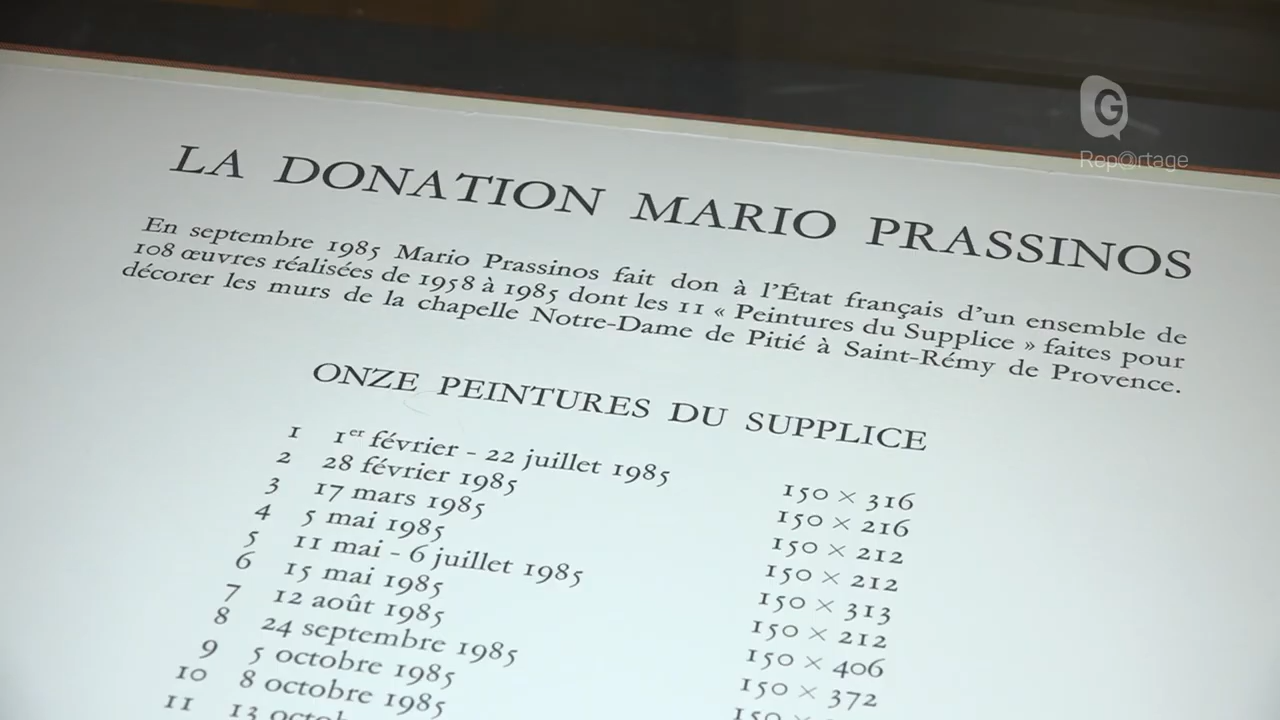 G
Rep@rtage
LA DONATION MARIO PRASSINOS
En septembre 1985 Mario Prassinos fait don à l'État français d'un ensemble de
108 œuvres réalisées de 1958 à 1985 dont les 11 « Peintures du Supplice » faites pour
décorer les murs de la chapelle Notre-Dame de Pitié à Saint-Rémy de Provence.
ONZE PEINTURES DU SUPPLICE
1 1er février - 22 juillet 1985 150 × 316
2 28 février 1985 150 × 216
3 17 mars 1985 150 × 212
4 5 mai 1985 150 × 212
5 11 mai - 6 juillet 1985 150 × 313
6 15 mai 1985 150 × 212
7 12 août 1985 150 × 406
8 24 septembre 1985 150 × 372
9 5 octobre 1985 150
10 8 octobre 1985
11 13